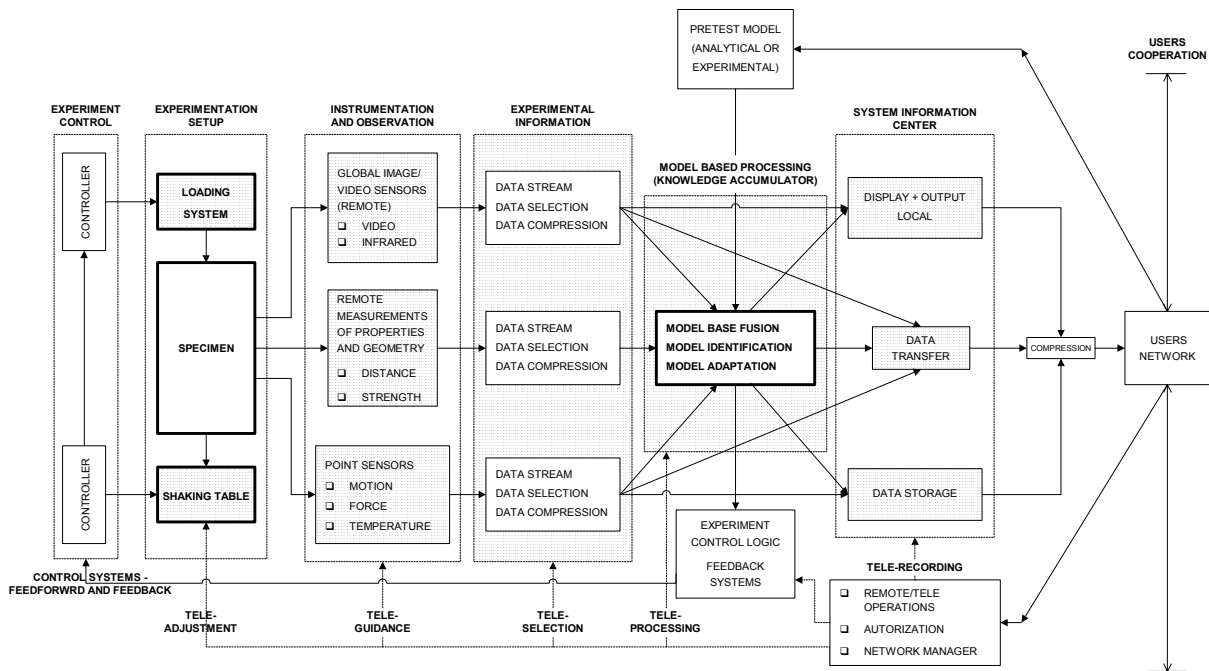 PRETEST MODEL
(ANALYTICAL OR
EXPERIMENTAL)
USERS
COOPERATION
EXPERIMENT
CONTROL
EXPERIMENTATION
SETUP
INSTRUMENTATION
AND OBSERVATION
EXPERIMENTAL
INFORMATION
SYSTEM INFORMATION
CENTER
MODEL BASED PROCESSING
(KNOWLEDGE ACCUMULATOR)
CONTROLLER
CONTROLLER
LOADING
SYSTEM
SPECIMEN
SHAKING TABLE
GLOBAL IMAGE/
VIDEO SENSORS
(REMOTE)
❑ VIDEO
❑ INFRARED
REMOTE
MEASUREMENTS
OF PROPERTIES
AND GEOMETRY
❑ DISTANCE
❑ STRENGTH
POINT SENSORS
❑ MOTION
❑ FORCE
❑ TEMPERATURE
DATA STREAM
DATA SELECTION
DATA COMPRESSION
DATA STREAM
DATA SELECTION
DATA COMPRESSION
DATA STREAM
DATA SELECTION
DATA COMPRESSION
MODEL BASE FUSION
MODEL IDENTIFICATION
MODEL ADAPTATION
DISPLAY + OUTPUT
LOCAL
DATA
TRANSFER
DATA STORAGE
COMPRESSION
USERS
NETWORK
EXPERIMENT
CONTROL LOGIC
FEEDBACK
SYSTEMS
CONTROL SYSTEMS -
FEEDFORWRD AND FEEDBACK
TELE-
ADJUSTMENT
TELE-
GUIDANCE
TELE-
SELECTION
TELE-
PROCESSING
TELE-RECORDING
❑ REMOTE/TELE
OPERATIONS
❑ AUTORIZATION
❑ NETWORK MANAGER